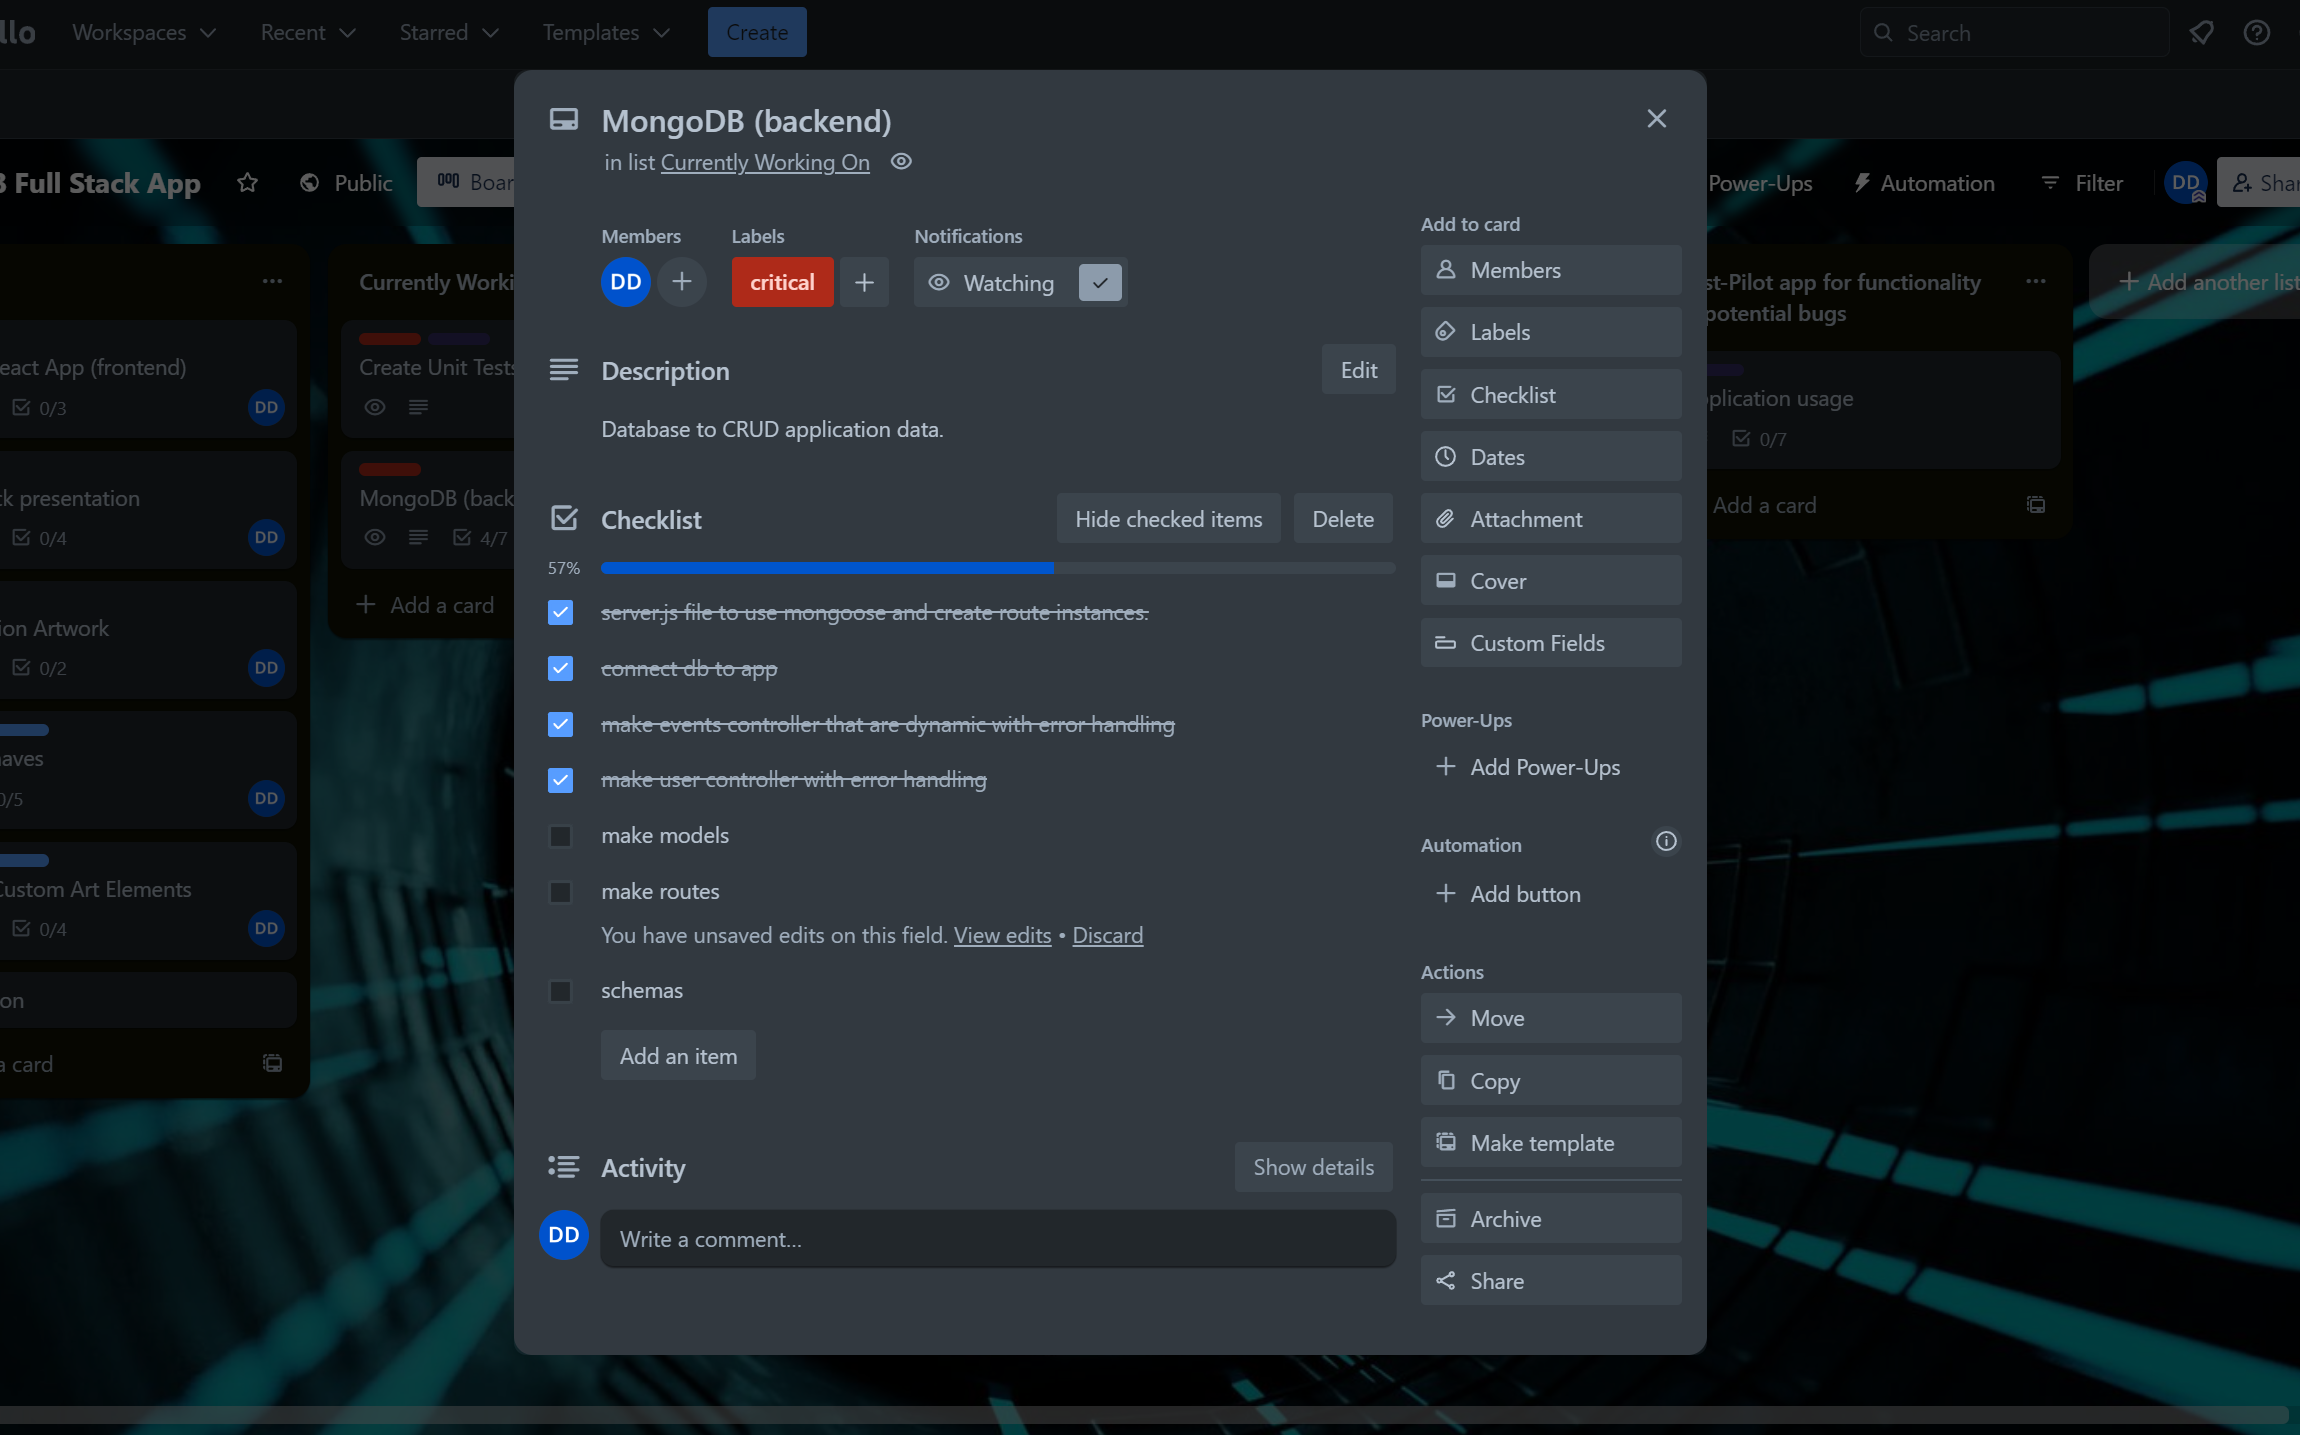 llo
Workspaces
Recent
Starred
Templates
Create
Search
Full Stack App
Public
Boar
Power-Ups
Automation
Filter
DD
Shar
eact App (frontend)
0/3
DD
ck presentation
0/4
DD
ion Artwork
0/2
DD
aves
0/5
DD
Custom Art Elements
0/4
DD
on
a card
Currently Worki
Create Unit Tests
MongoDB (back
4/7
Add a card
MongoDB (backend)
in list Currently Working On
Members
DD
Labels
critical
Notifications
Watching
Description
Edit
Database to CRUD application data.
Checklist
Hide checked items
Delete
57%
server.js file to use mongoose and create route instances.
connect db to app
make events controller that are dynamic with error handling
make user controller with error handling
make models
make routes
You have unsaved edits on this field. View edits • Discard
schemas
Add an item
Activity
Show details
DD
Write a comment...
Add to card
Members
Labels
Checklist
Dates
Attachment
Cover
Custom Fields
Power-Ups
Add Power-Ups
Automation
Add button
Actions
Move
Copy
Make template
Archive
Share
st-Pilot app for functionality
potential bugs
plication usage
0/7
Add a card
Add another list